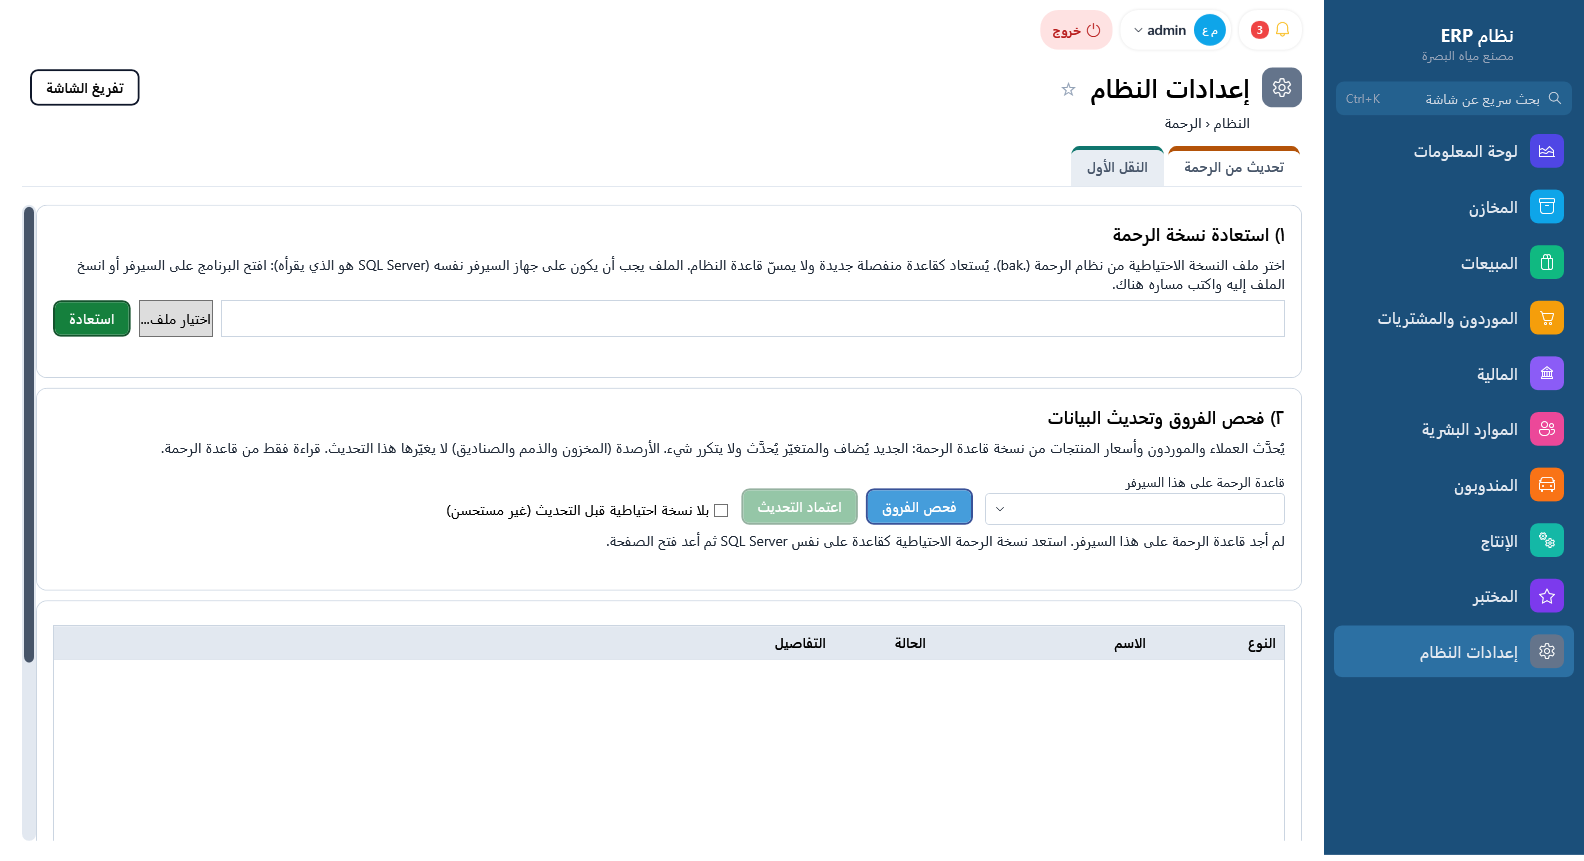 نظام ERP
مصنع مياه البصرة
بحث سريع عن شاشة
Ctrl+K
لوحة المعلومات
المخازن
المبيعات
الموردون والمشتريات
المالية
الموارد البشرية
المندوبون
الإنتاج
المختبر
إعدادات النظام
3
م ع
admin
خروج
إعدادات النظام
النظام › الرحمة
تفريغ الشاشة
تحديث من الرحمة
النقل الأول
١) استعادة نسخة الرحمة
اختر ملف النسخة الاحتياطية من نظام الرحمة (.bak). يُستعاد كقاعدة منفصلة جديدة ولا يمسّ قاعدة النظام. الملف يجب أن يكون على جهاز السيرفر نفسه (SQL Server هو الذي يقرأه): افتح البرنامج على السيرفر أو انسخ
الملف إليه واكتب مساره هناك.
اختيار ملف...
استعادة
٢) فحص الفروق وتحديث البيانات
يُحدَّث العملاء والموردون وأسعار المنتجات من نسخة قاعدة الرحمة: الجديد يُضاف والمتغيّر يُحدَّث ولا يتكرر شيء. الأرصدة (المخزون والذمم والصناديق) لا يغيّرها هذا التحديث. قراءة فقط من قاعدة الرحمة.
قاعدة الرحمة على هذا السيرفر
فحص الفروق
اعتماد التحديث
بلا نسخة احتياطية قبل التحديث (غير مستحسن)
لم أجد قاعدة الرحمة على هذا السيرفر. استعد نسخة الرحمة الاحتياطية كقاعدة على نفس SQL Server ثم أعد فتح الصفحة.
النوع
الاسم
الحالة
التفاصيل